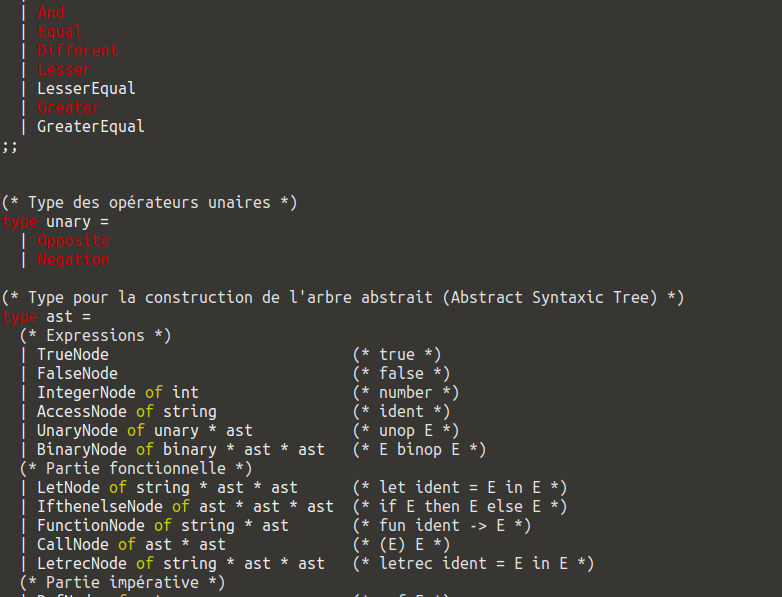 | And
| Equal
| Different
| Lesser
| LesserEqual
| Greater
| GreaterEqual
;;
(* Type des opérateurs unaires *)
type unary =
| Opposite
| Negation
(* Type pour la construction de l'arbre abstrait (Abstract Syntaxic Tree) *)
type ast =
(* Expressions *)
| TrueNode (* true *)
| FalseNode (* false *)
| IntegerNode of int (* number *)
| AccessNode of string (* ident *)
| UnaryNode of unary * ast (* unop E *)
| BinaryNode of binary * ast * ast (* E binop E *)
(* Partie fonctionnelle *)
| LetNode of string * ast * ast (* let ident = E in E *)
| IfthenelseNode of ast * ast * ast (* if E then E else E *)
| FunctionNode of string * ast (* fun ident -> E *)
| CallNode of ast * ast (* (E) E *)
| LetrecNode of string * ast * ast (* letrec ident = E in E *)
(* Partie impérative *)